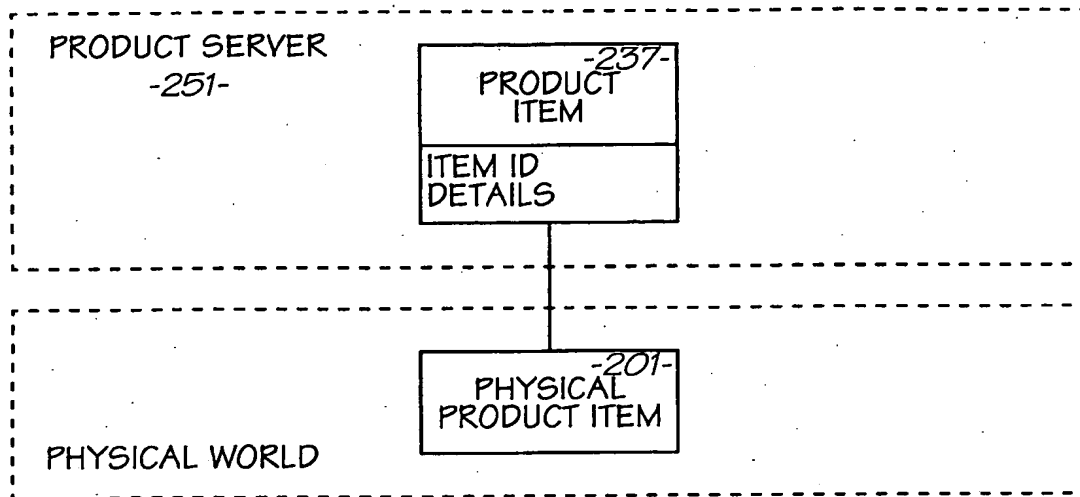 PRODUCT SERVER
-251-
-237-
PRODUCT
ITEM
ITEM ID
DETAILS
-201-
PHYSICAL
PRODUCT ITEM
PHYSICAL WORLD